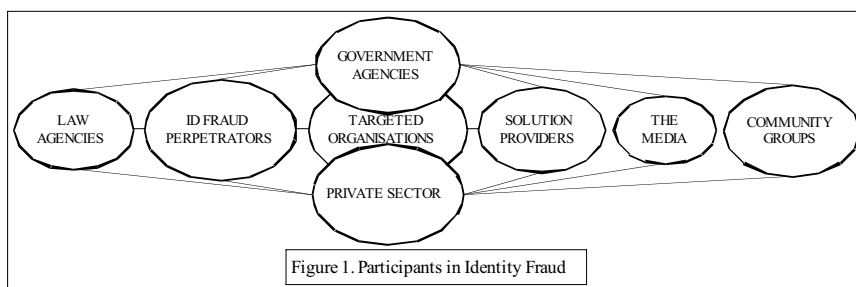 GOVERNMENT
AGENCIES
LAW
AGENCIES
ID FRAUD
PERPETRATORS
TARGETED
ORGANISATIONS
SOLUTION
PROVIDERS
THE
MEDIA
COMMUNITY
GROUPS
PRIVATE SECTOR
Figure 1. Participants in Identity Fraud